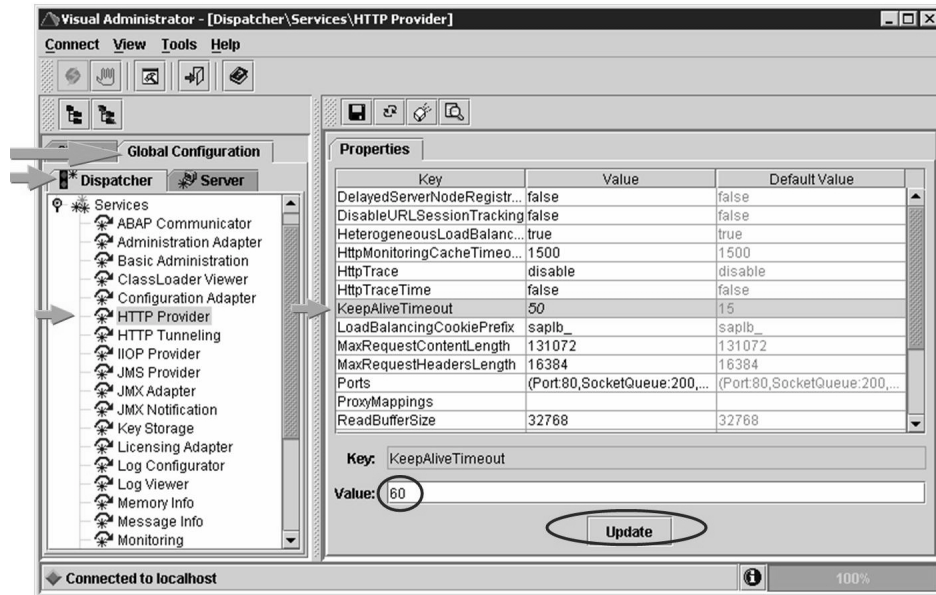 Visual Administrator - [Dispatcher\Services\HTTP Provider]
Connect View Tools Help
Global Configuration
Dispatcher Server
Services
ABAP Communicator
Administration Adapter
Basic Administration
ClassLoader Viewer
Configuration Adapter
HTTP Provider
HTTP Tunneling
IIOP Provider
JMS Provider
JMX Adapter
JMX Notification
Key Storage
Licensing Adapter
Log Configurator
Log Viewer
Memory Info
Message Info
Monitoring
Properties
Key Value Default Value
DelayedServerNodeRegistr... false false
DisableURLSessionTracking false false
HeterogeneousLoadBalanc... true true
HttpMonitoringCacheTimeo... 1500 1500
HttpTrace disable disable
HttpTraceTime false false
KeepAliveTimeout 50 15
LoadBalancingCookiePrefix saplb_ saplb_
MaxRequestContentLength 131072 131072
MaxRequestHeadersLength 16384 16384
Ports (Port:80,SocketQueue:200,... (Port:80,SocketQueue:200,...
ProxyMappings
ReadBufferSize 32768 32768
Key: KeepAliveTimeout
Value: 60
Update
Connected to localhost 100%